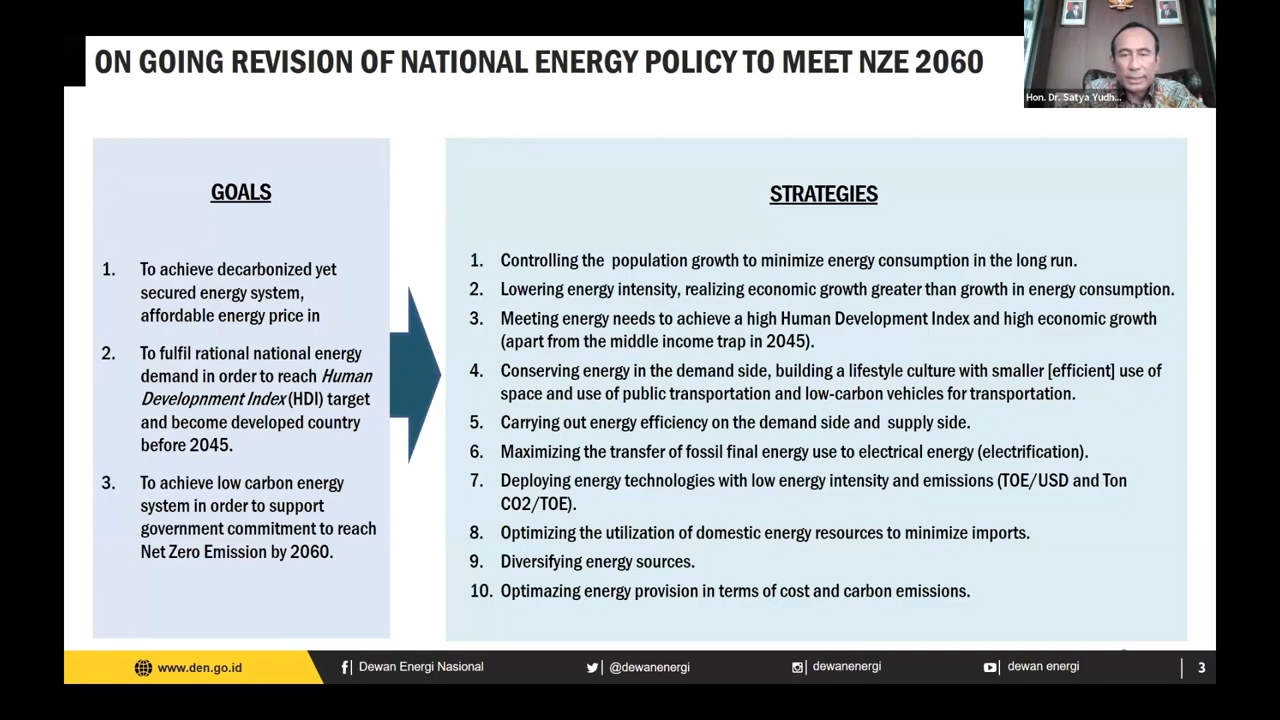 ON GOING REVISION OF NATIONAL ENERGY POLICY TO MEET NZE 2060
Hon. Dr. Satya Yudh...
GOALS
1. To achieve decarbonized yet
secured energy system,
affordable energy price in
2. To fulfil rational national energy
demand in order to reach Human
Developnment Index (HDI) target
and become developed country
before 2045.
3. To achieve low carbon energy
system in order to support
government commitment to reach
Net Zero Emission by 2060.
STRATEGIES
1. Controlling the population growth to minimize energy consumption in the long run.
2. Lowering energy intensity, realizing economic growth greater than growth in energy consumption.
3. Meeting energy needs to achieve a high Human Development Index and high economic growth
(apart from the middle income trap in 2045).
4. Conserving energy in the demand side, building a lifestyle culture with smaller [efficient] use of
space and use of public transportation and low-carbon vehicles for transportation.
5. Carrying out energy efficiency on the demand side and supply side.
6. Maximizing the transfer of fossil final energy use to electrical energy (electrification).
7. Deploying energy technologies with low energy intensity and emissions (TOE/USD and Ton
CO2/TOE).
8. Optimizing the utilization of domestic energy resources to minimize imports.
9. Diversifying energy sources.
10. Optimazing energy provision in terms of cost and carbon emissions.
www.den.go.id
Dewan Energi Nasional
@dewanenergi
dewanenergi
dewan energi
3